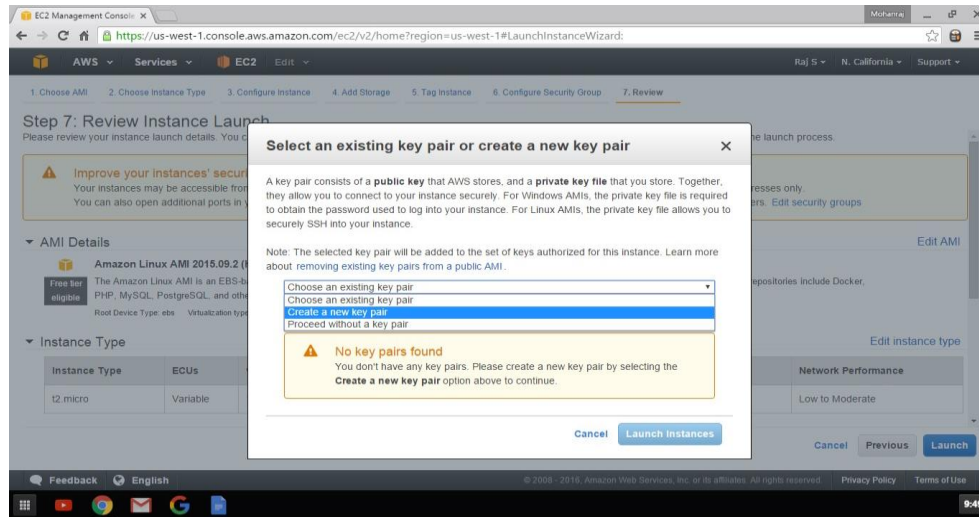 EC2 Management Console
Mohanraj
https://us-west-1.console.aws.amazon.com/ec2/v2/home?region=us-west-1#LaunchInstanceWizard:
AWS Services EC2 Edit Raj S N. California Support
1. Choose AMI 2. Choose Instance Type 3. Configure Instance 4. Add Storage 5. Tag Instance 6. Configure Security Group 7. Review
Step 7: Review Instance Launch
Please review your instance launch details. You c
he launch process.
Improve your instances' securi
Your instances may be accessible fron
resses only.
You can also open additional ports in y
ers. Edit security groups
AMI Details Edit AMI
Amazon Linux AMI 2015.09.2 (
Free tier eligible
The Amazon Linux AMI is an EBS-b
epositories include Docker,
PHP, MySQL, PostgreSQL, and othe
Root Device Type: ebs Virtualization type
Instance Type Edit instance type
Instance Type ECUs Network Performance
t2.micro Variable Low to Moderate
Cancel Previous Launch
Select an existing key pair or create a new key pair
A key pair consists of a public key that AWS stores, and a private key file that you store. Together,
they allow you to connect to your instance securely. For Windows AMIs, the private key file is required
to obtain the password used to log into your instance. For Linux AMIs, the private key file allows you to
securely SSH into your instance.
Note: The selected key pair will be added to the set of keys authorized for this instance. Learn more
about removing existing key pairs from a public AMI.
Choose an existing key pair
Choose an existing key pair
Create a new key pair
Proceed without a key pair
No key pairs found
You don't have any key pairs. Please create a new key pair by selecting the
Create a new key pair option above to continue.
Cancel Launch Instances
Feedback English © 2008 - 2016, Amazon Web Services, Inc. or its affiliates. All rights reserved. Privacy Policy Terms of Use